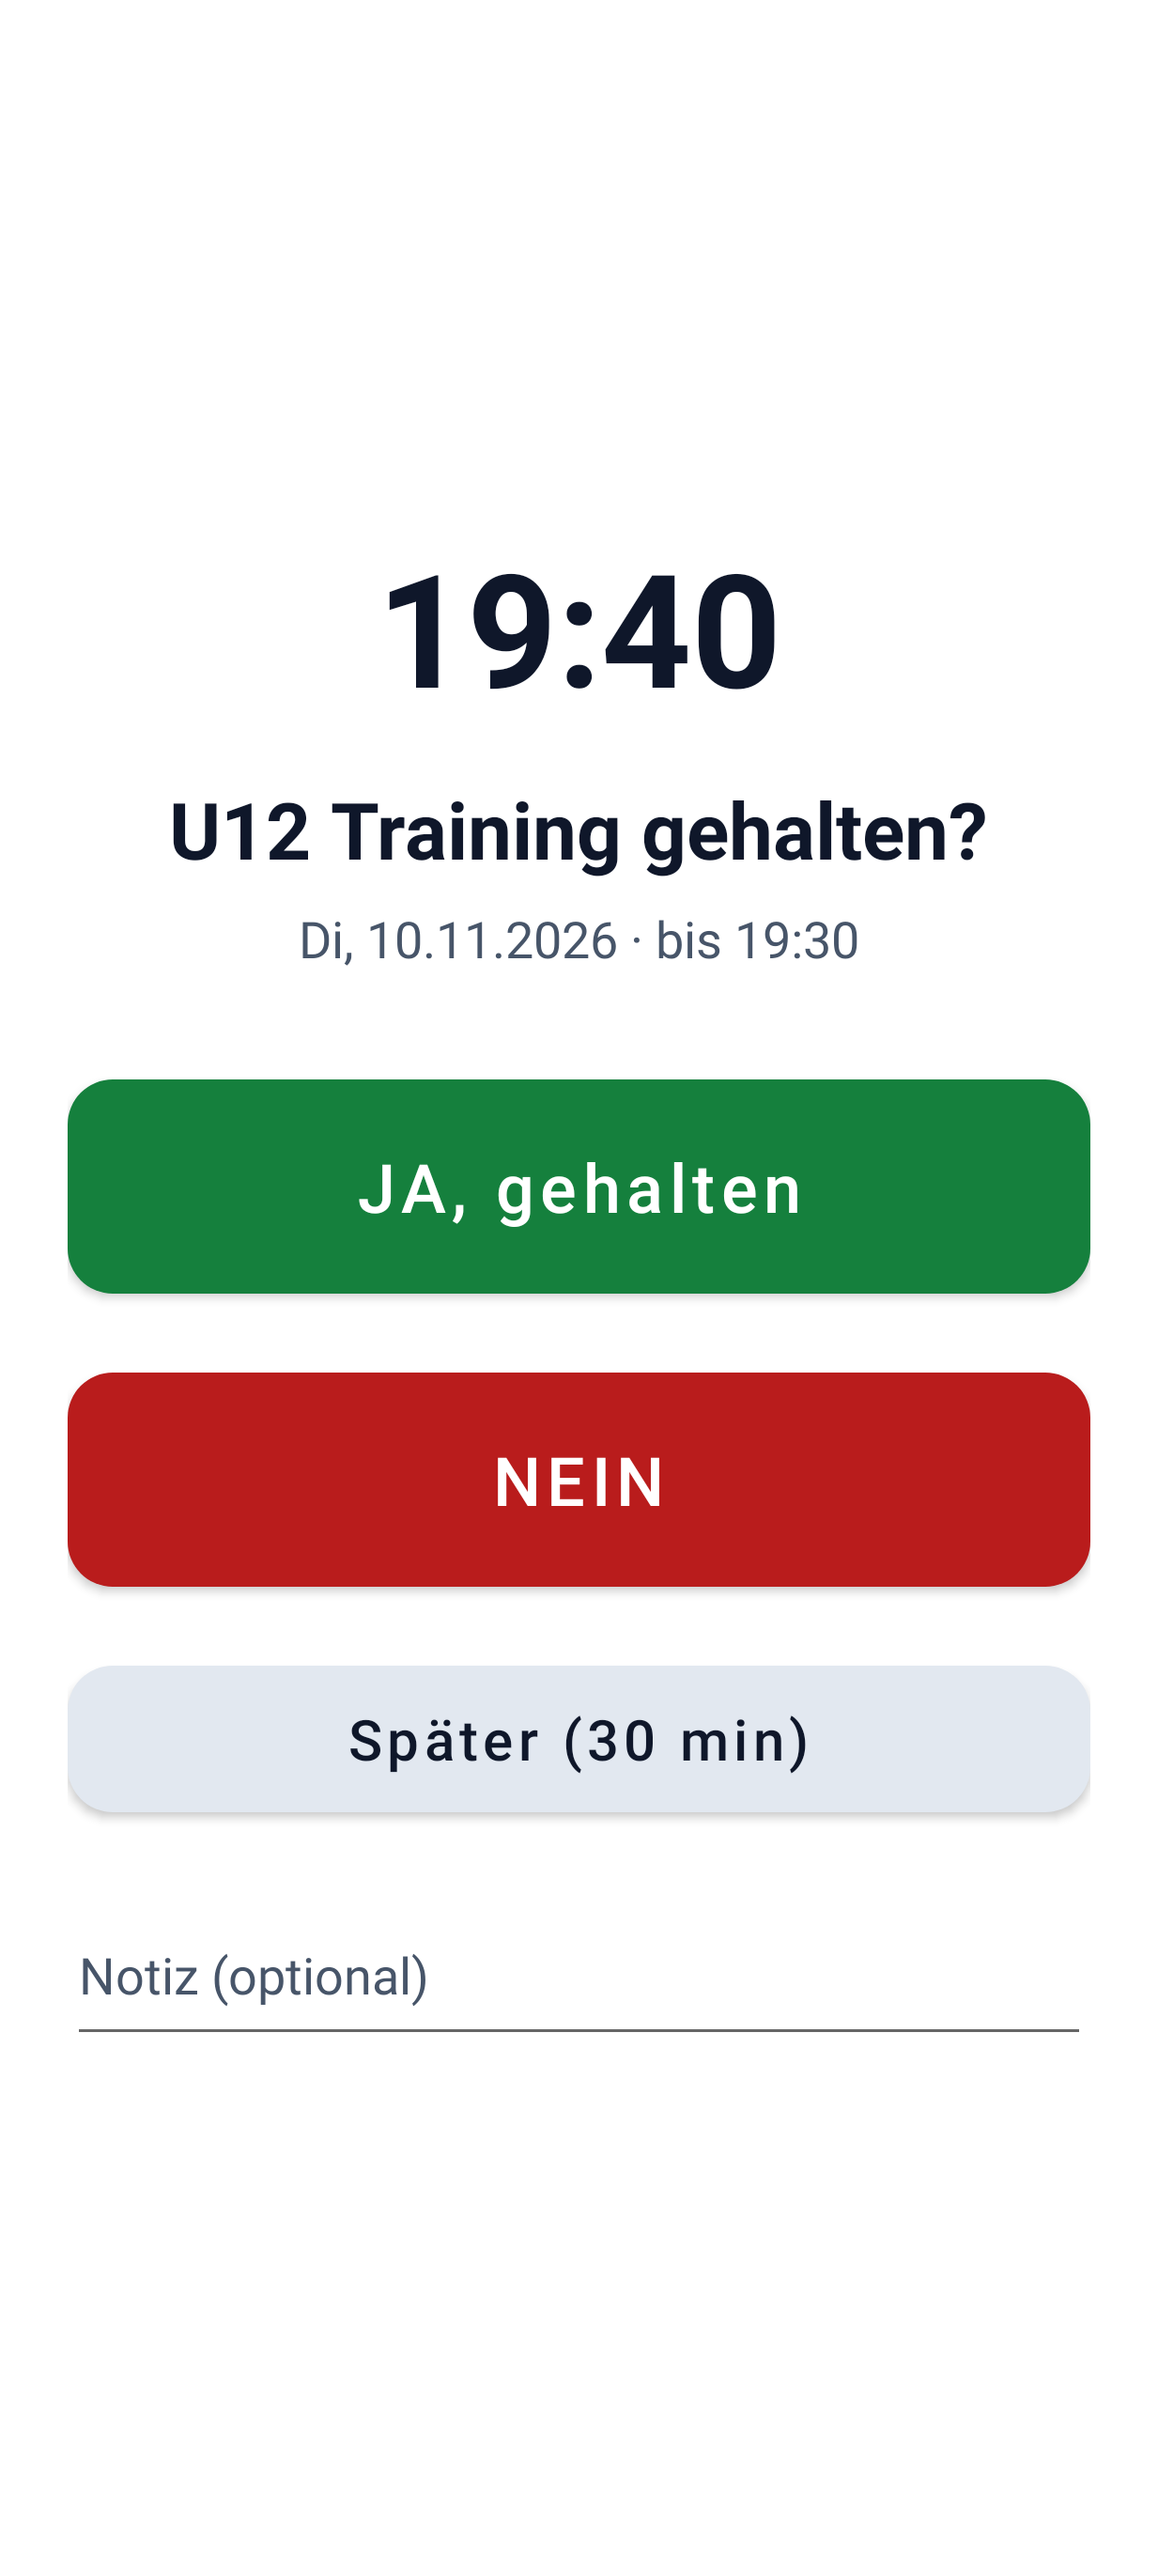 19:40
U12 Training gehalten?
Di, 10.11.2026 · bis 19:30
JA, gehalten
NEIN
Später (30 min)
Notiz (optional)